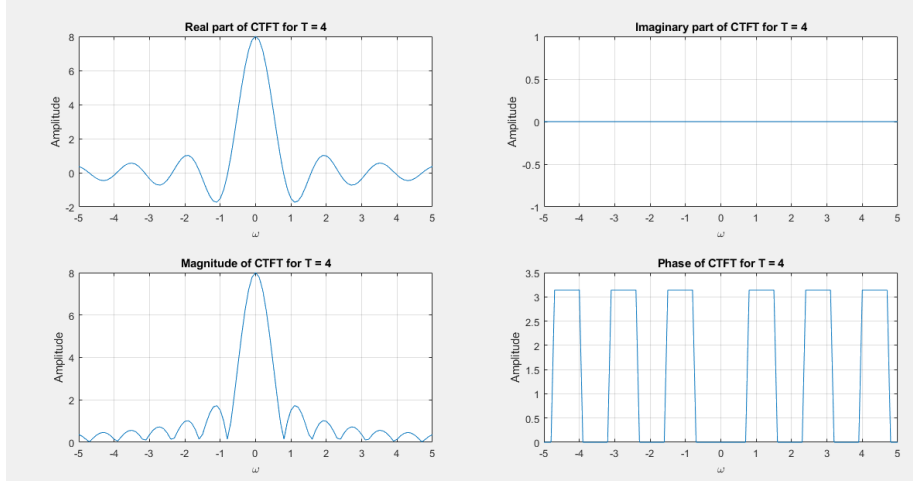 Real part of CTFT for T = 4
8
6
4
2
0
-2
Amplitude
-5 -4 -3 -2 -1 0 1 2 3 4 5
ω
Imaginary part of CTFT for T = 4
1
0.5
0
-0.5
-1
Amplitude
-5 -4 -3 -2 -1 0 1 2 3 4 5
ω
Magnitude of CTFT for T = 4
8
6
4
2
0
Amplitude
-5 -4 -3 -2 -1 0 1 2 3 4 5
ω
Phase of CTFT for T = 4
3.5
3
2.5
2
1.5
1
0.5
0
Amplitude
-5 -4 -3 -2 -1 0 1 2 3 4 5
ω